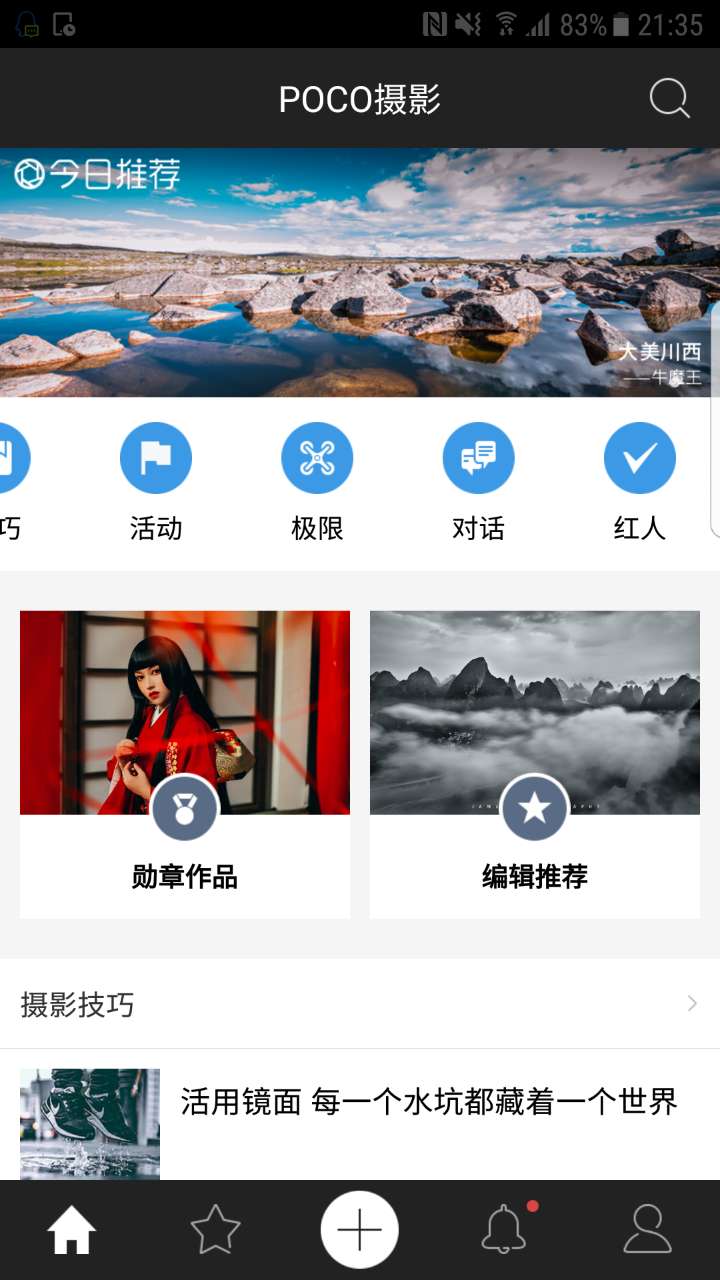 83% 21:35
POCO摄影
今日推荐
大美川西
——牛魔王
巧 活动 极限 对话 红人
勋章作品 编辑推荐
摄影技巧
活用镜面 每一个水坑都藏着一个世界